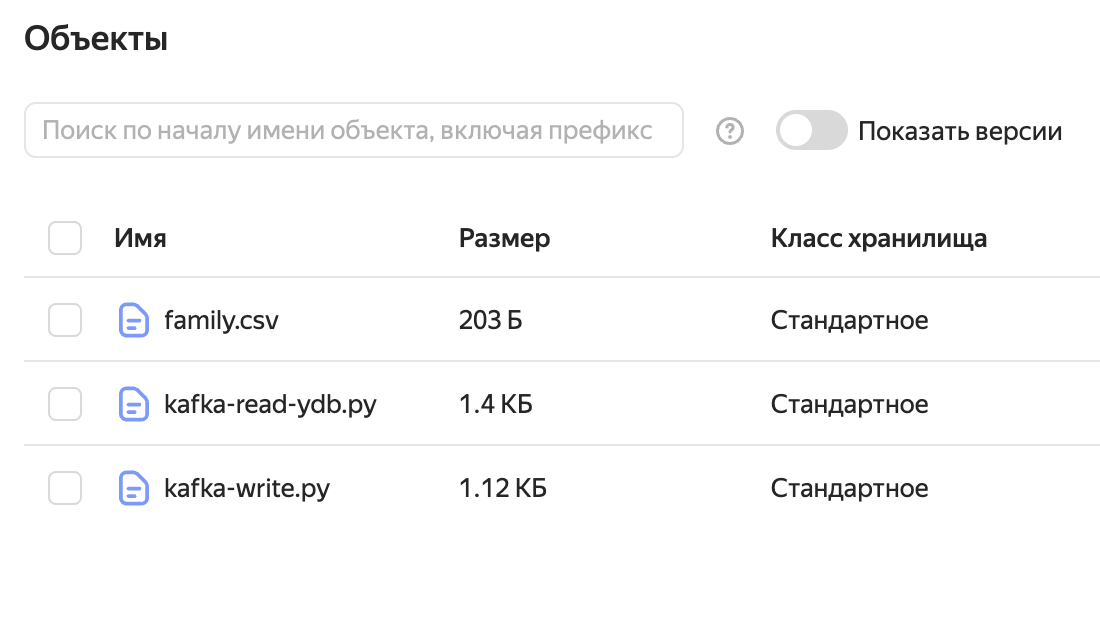 Объекты
Поиск по началу имени объекта, включая префикс
Показать версии
Имя Размер Класс хранилища
family.csv 203 Б Стандартное
kafka-read-ydb.py 1.4 КБ Стандартное
kafka-write.py 1.12 КБ Стандартное